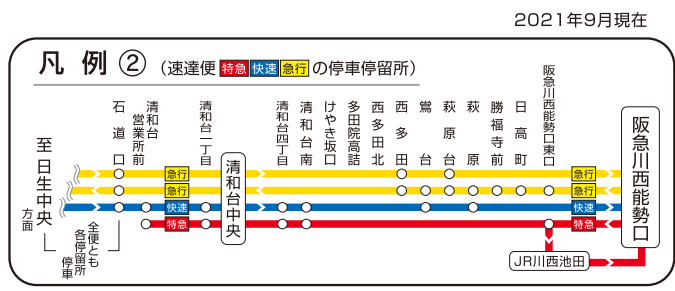 2021年9月現在
凡 例 ②
(速達便 特急 快速 急行 の停車停留所)
至日生中央
方面
石道口
清和台
営業所前
清和台一丁目
清和台中央
清和台四丁目
清和台南
けやき坂口
多田院高詰
西多田北
西多田
鴬台
萩原台
萩原
勝福寺前
日高町
阪急川西能勢口東口
阪急川西能勢口
急行
急行
急行
急行
快速
快速
特急
特急
全便とも
各停留所
停車
JR川西池田